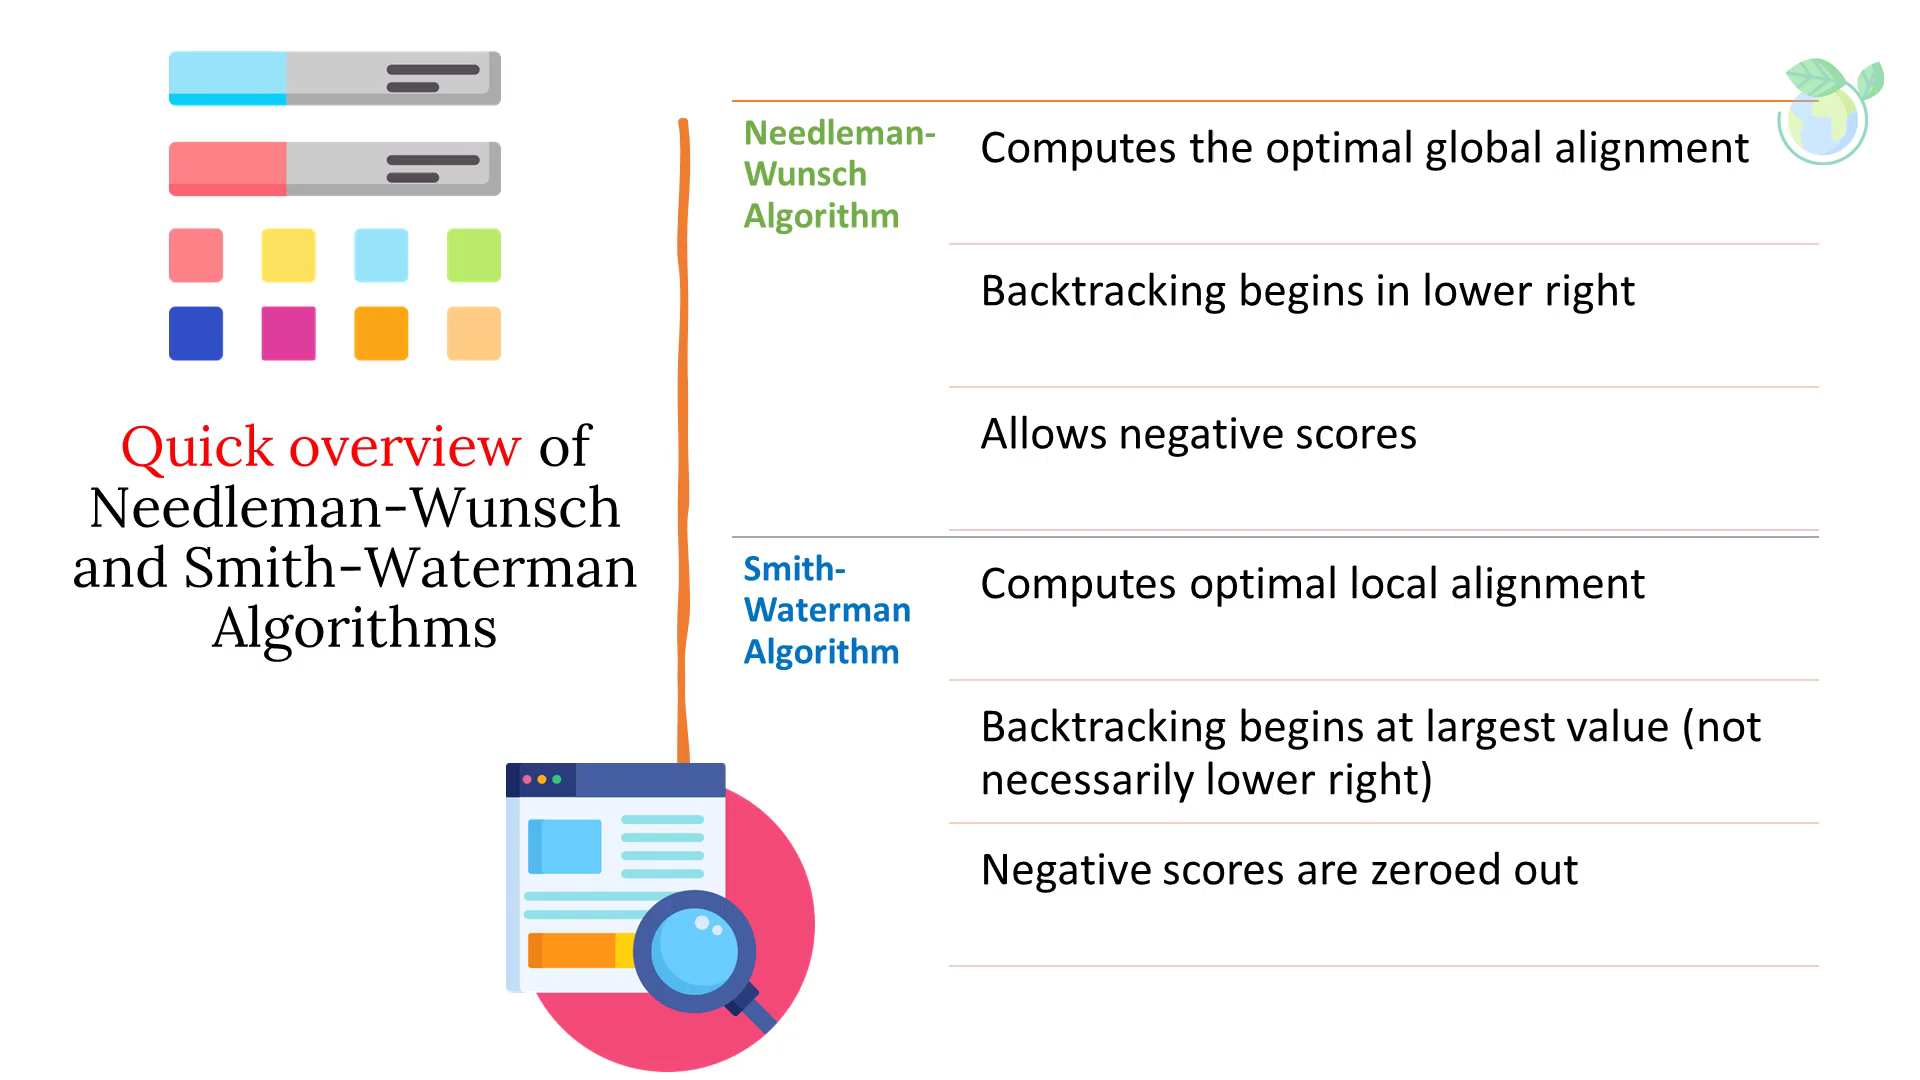 Quick overview of
Needleman-Wunsch
and Smith-Waterman
Algorithms
Needleman-
Wunsch
Algorithm
Computes the optimal global alignment
Backtracking begins in lower right
Allows negative scores
Smith-
Waterman
Algorithm
Computes optimal local alignment
Backtracking begins at largest value (not
necessarily lower right)
Negative scores are zeroed out